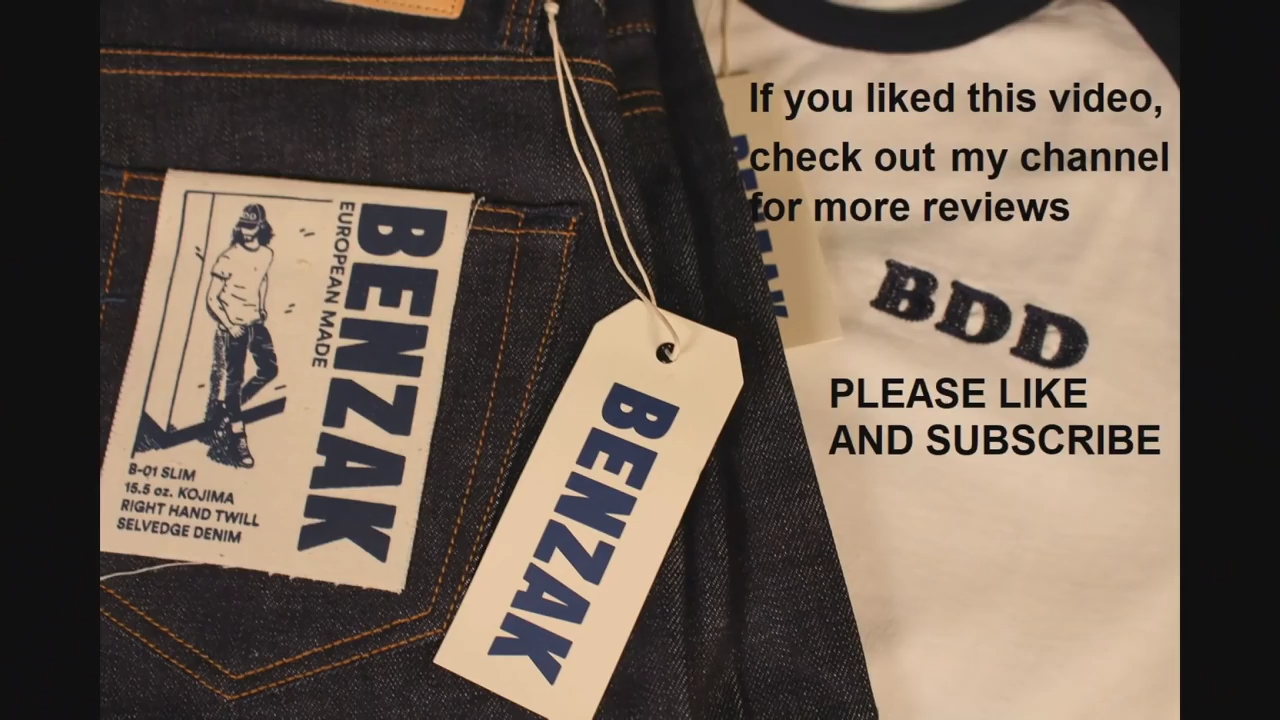 BENZAK
EUROPEAN MADE
B-01 SLIM
15.5 oz. KOJIMA
RIGHT HAND TWILL
SELVEDGE DENIM
BENZAK
If you liked this video,
check out my channel
for more reviews
BDD
PLEASE LIKE
AND SUBSCRIBE